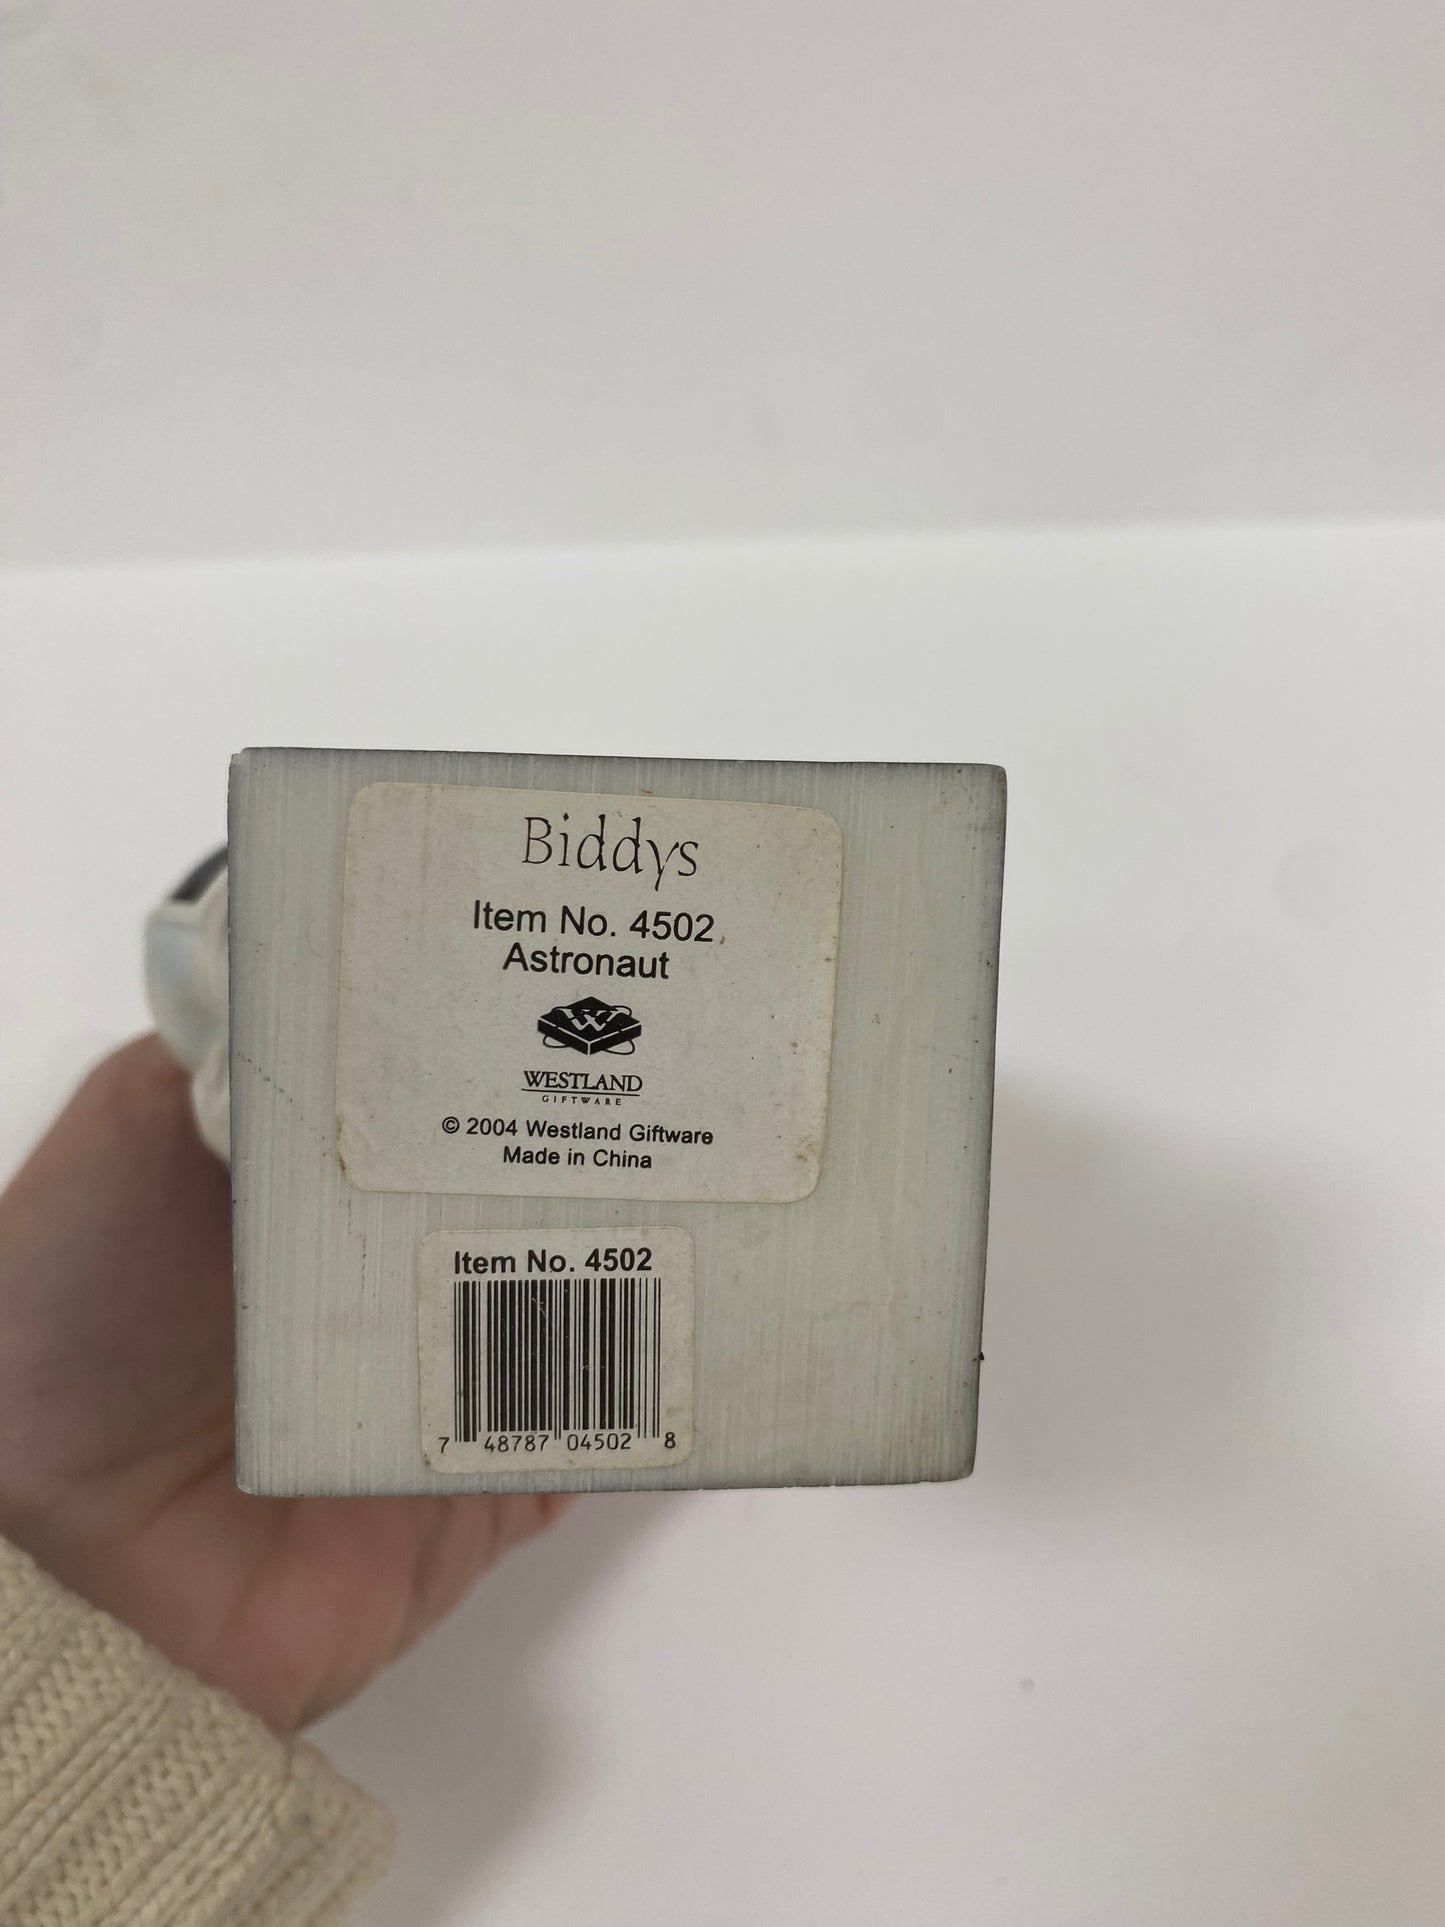 Biddys
Item No. 4502
Astronaut
W
WESTLAND
GIFTWARE
© 2004 Westland Giftware
Made in China
Item No. 4502
7 48787 04502 8